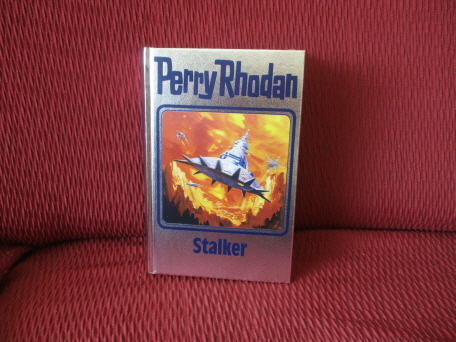 Perry Rhodan
Stalker